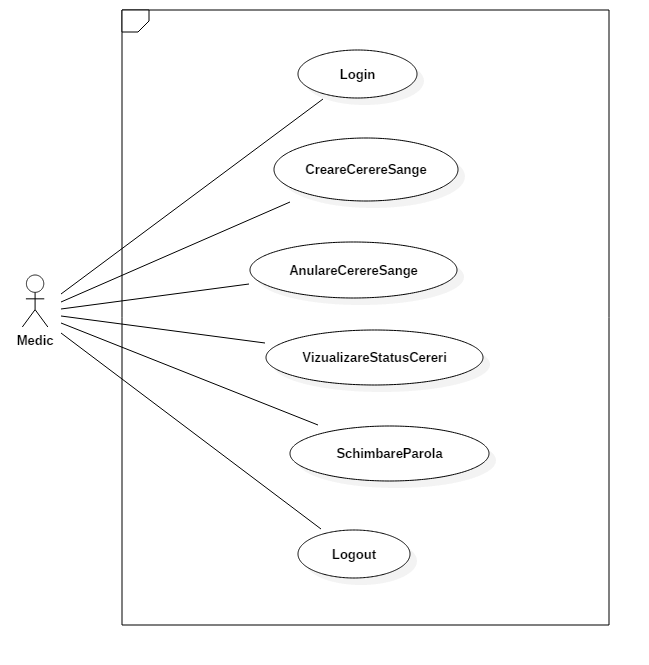 Login
CreareCerereSange
AnulareCerereSange
Medic
VizualizareStatusCereri
SchimbareParola
Logout